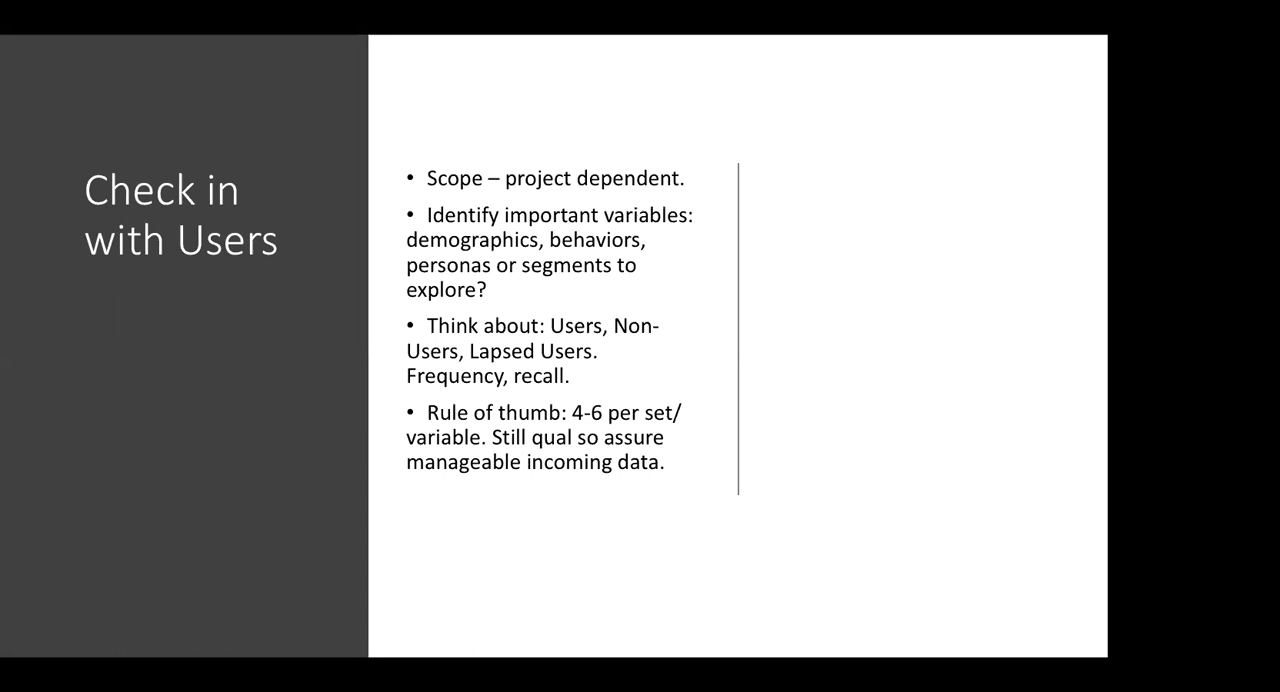 Check in
with Users
• Scope – project dependent.
• Identify important variables:
demographics, behaviors,
personas or segments to
explore?
• Think about: Users, Non-
Users, Lapsed Users.
Frequency, recall.
• Rule of thumb: 4-6 per set/
variable. Still qual so assure
manageable incoming data.